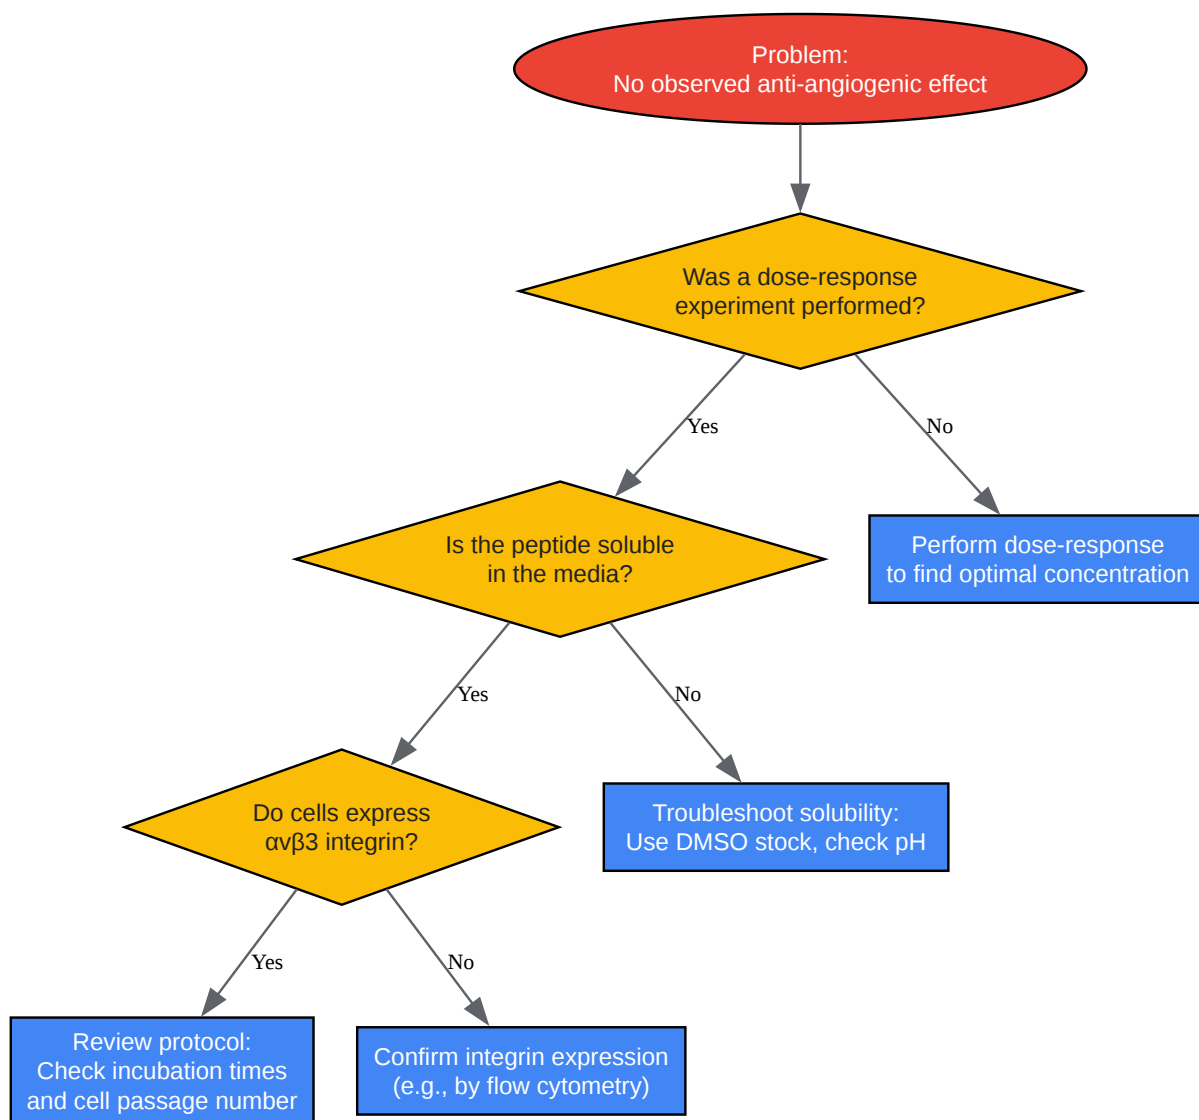 Problem:
No observed anti-angiogenic effect
Was a dose-response
experiment performed?
Yes
No
Is the peptide soluble
in the media?
Perform dose-response
to find optimal concentration
Yes
No
Do cells express
αvβ3 integrin?
Troubleshoot solubility:
Use DMSO stock, check pH
Yes
No
Review protocol:
Check incubation times
and cell passage number
Confirm integrin expression
(e.g., by flow cytometry)